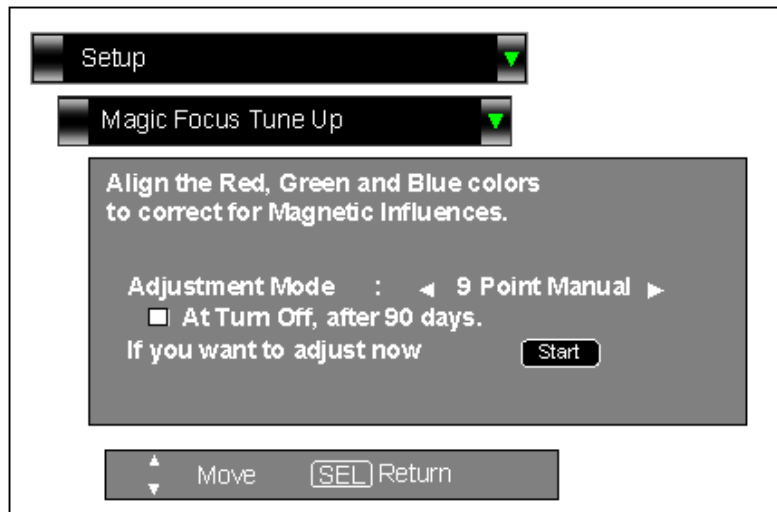 Setup
Magic Focus Tune Up
Align the Red, Green and Blue colors
to correct for Magnetic Influences.
Adjustment Mode : ◀ 9 Point Manual ▶
At Turn Off, after 90 days.
If you want to adjust now Start
Move SEL Return